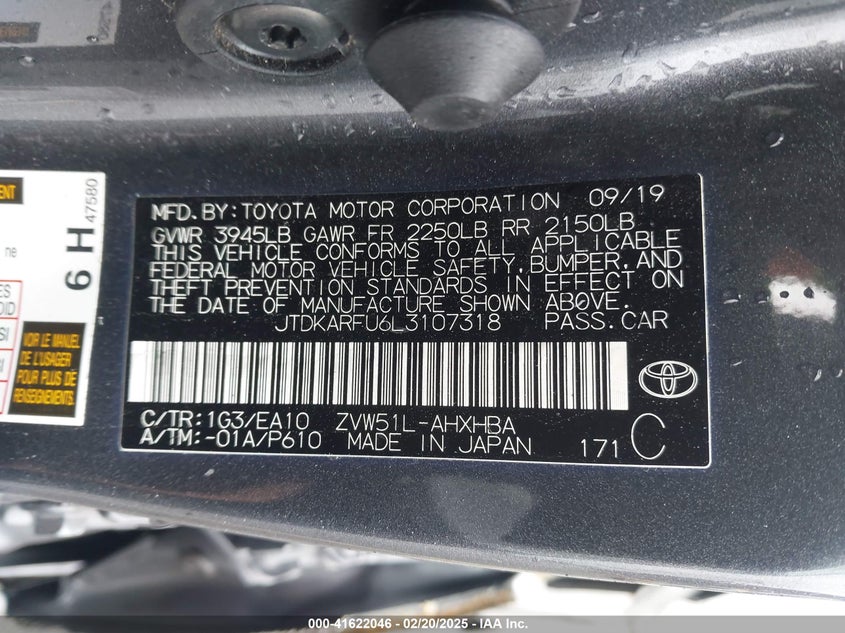 MFD.BY:TOYOTA MOTOR CORPORATION 09/19
GVWR 3945LB GAWR FR 2250LB RR 2150LB
THIS VEHICLE CONFORMS TO ALL APPLICABLE
FEDERAL MOTOR VEHICLE SAFETY,BUMPER,AND
THEFT PREVENTION STANDARDS IN EFFECT ON
THE DATE OF MANUFACTURE SHOWN ABOVE.
JTDKARFU6L3107318 PASS.CAR
C/TR:1G3/EA10 ZVW51L-AHXHBA
A/TM:-01A/P610 MADE IN JAPAN 171 C
6 H
47580
ne
VOIR LE MANUEL
DE L'USAGER
POUR PLUS DE
RENSEIGNEMENTS.
000-41622046 - 02/20/2025 - IAA Inc.